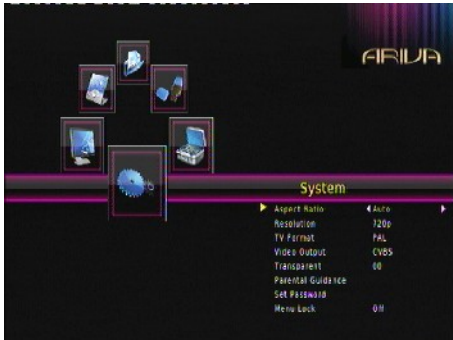 ARIVA
System
Aspect Ratio Auto
Resolution 720p
TV Format PAL
Video Output CVBS
Transparent 00
Parental Guidance
Set Password
Menu Lock Off